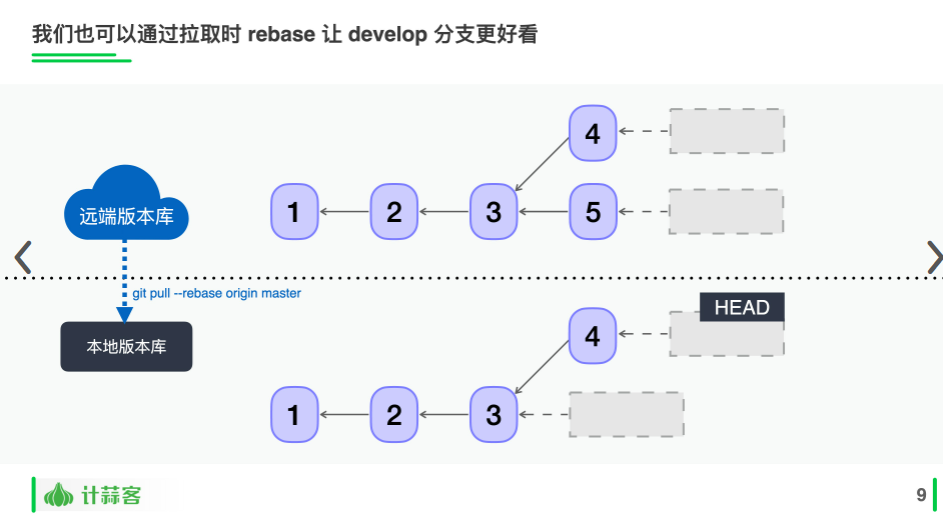 我们也可以通过拉取时 rebase 让 develop 分支更好看
4
远端版本库
1 2 3 5
git pull --rebase origin master
HEAD
本地版本库
4
1 2 3
计蒜客
9